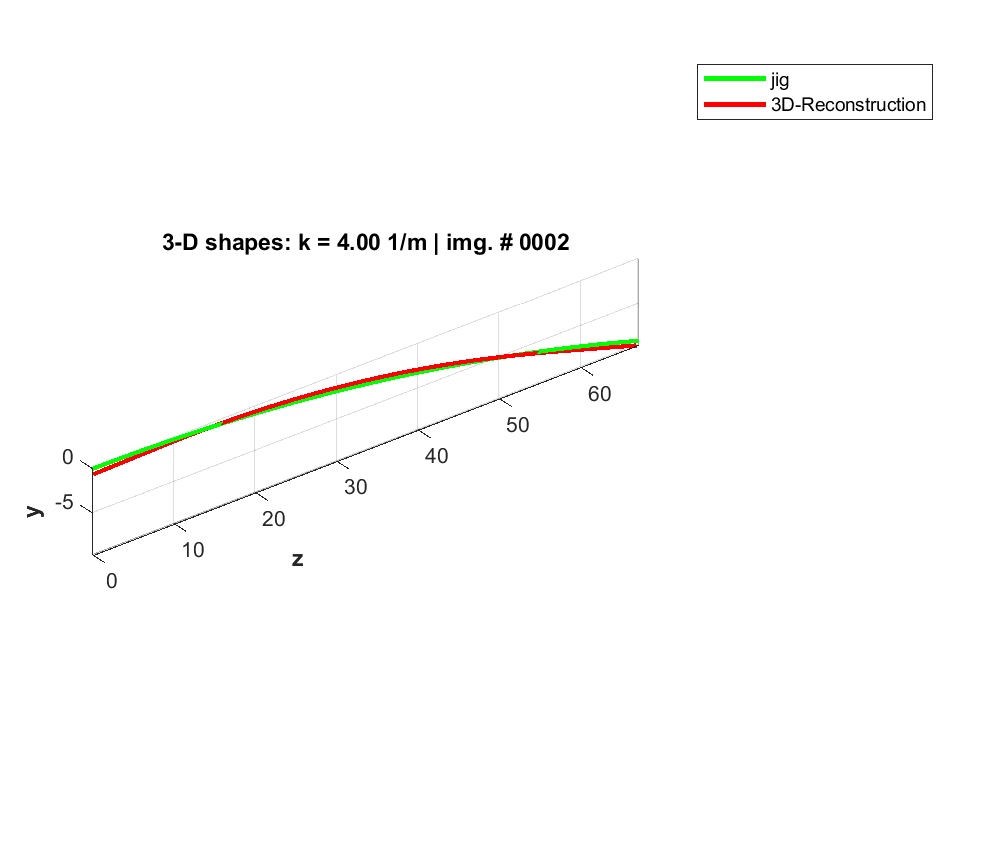 jig
3D-Reconstruction
3-D shapes: k = 4.00 1/m | img. # 0002
0
-5
y
0
10
20
30
40
50
60
z